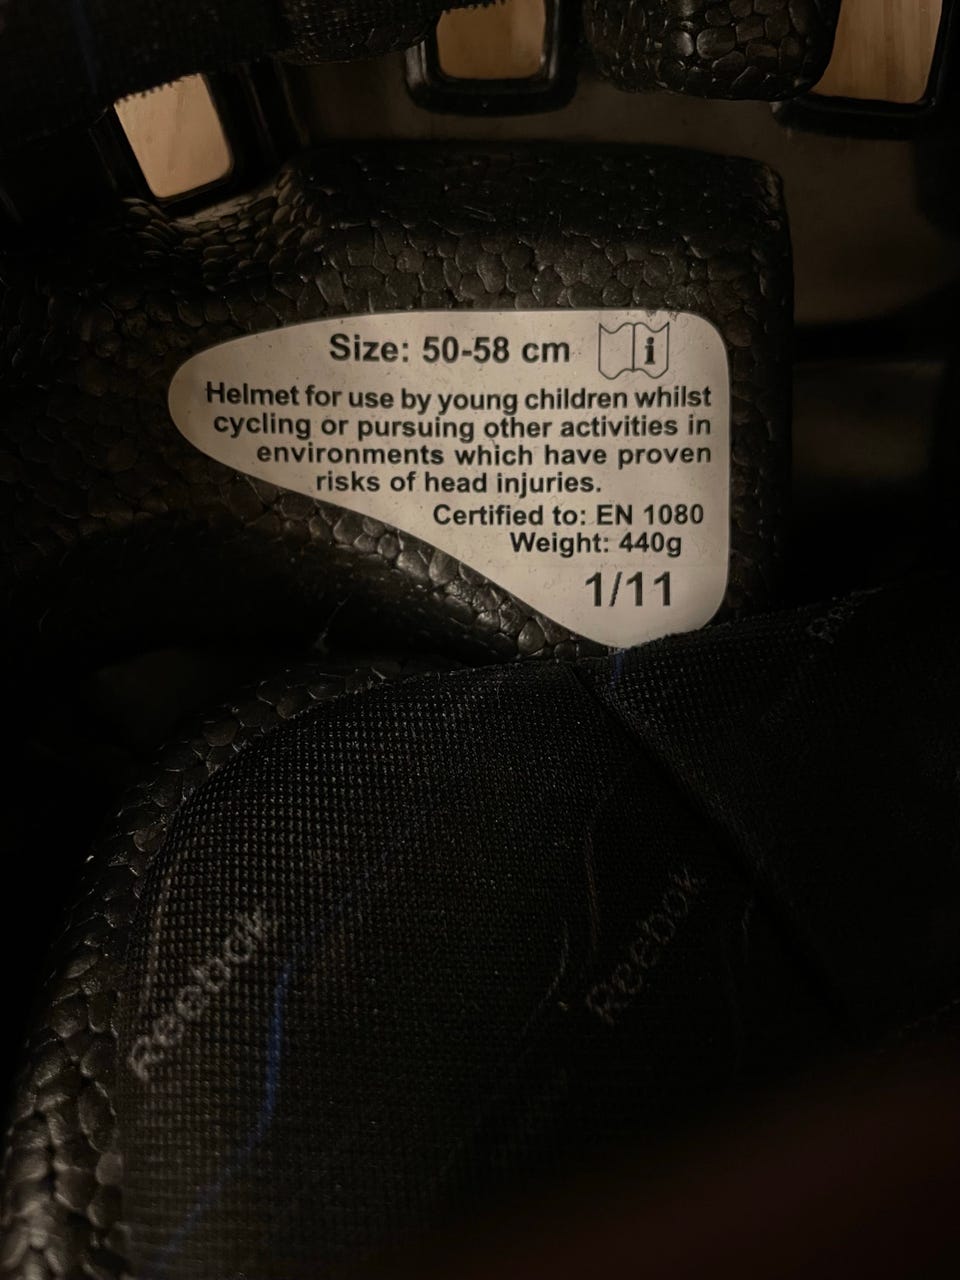 Size: 50-58 cm i
Helmet for use by young children whilst
cycling or pursuing other activities in
environments which have proven
risks of head injuries.
Certified to: EN 1080
Weight: 440g
1/11
Reebok
Reebok